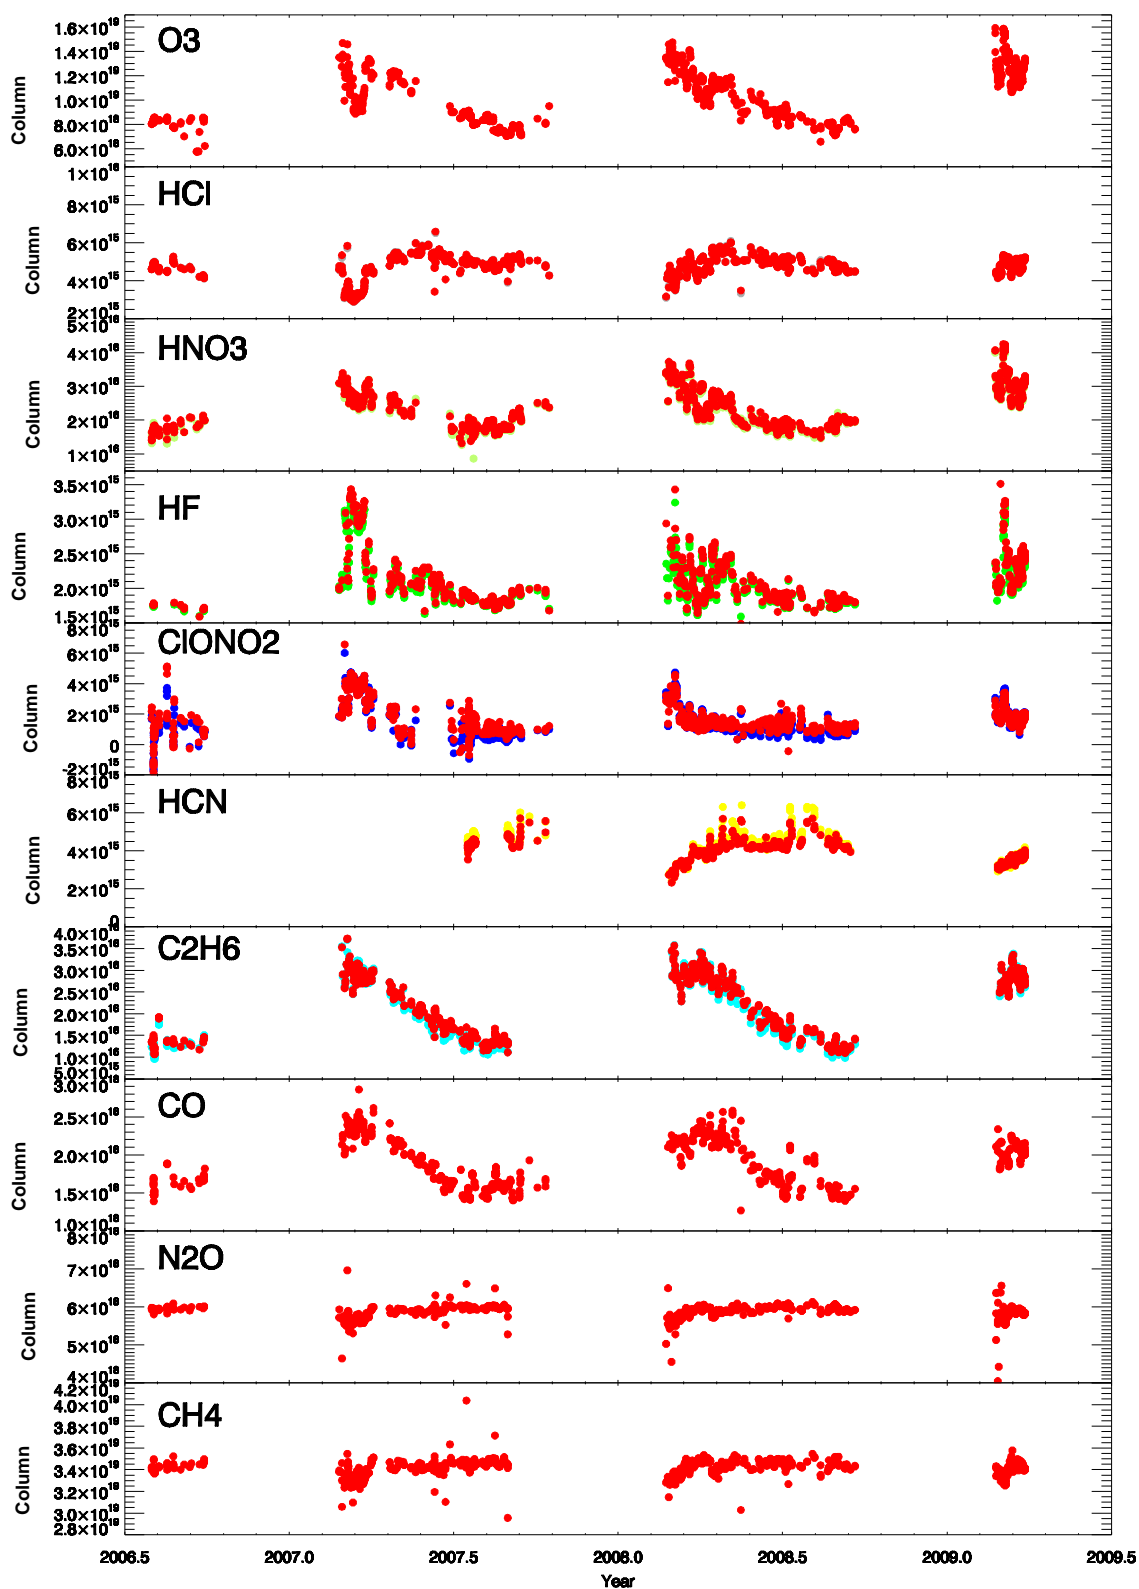 O3
Column
1.6×10¹⁹
1.4×10¹⁹
1.2×10¹⁹
1.0×10¹⁹
8.0×10¹⁸
6.0×10¹⁸
HCl
Column
1×10¹⁶
8×10¹⁵
6×10¹⁵
4×10¹⁵
2×10¹⁵
HNO3
Column
5×10¹⁶
4×10¹⁶
3×10¹⁶
2×10¹⁶
1×10¹⁶
HF
Column
3.5×10¹⁵
3.0×10¹⁵
2.5×10¹⁵
2.0×10¹⁵
1.5×10¹⁵
ClONO2
Column
8×10¹⁵
6×10¹⁵
4×10¹⁵
2×10¹⁵
0
-2×10¹⁵
HCN
Column
8×10¹⁵
6×10¹⁵
4×10¹⁵
2×10¹⁵
0
C2H6
Column
4.0×10¹⁶
3.5×10¹⁶
3.0×10¹⁶
2.5×10¹⁶
2.0×10¹⁶
1.5×10¹⁶
1.0×10¹⁶
5.0×10¹⁵
CO
Column
3.0×10¹⁸
2.5×10¹⁸
2.0×10¹⁸
1.5×10¹⁸
1.0×10¹⁸
N2O
Column
8×10¹⁸
7×10¹⁸
6×10¹⁸
5×10¹⁸
4×10¹⁸
CH4
Column
4.2×10¹⁹
4.0×10¹⁹
3.8×10¹⁹
3.6×10¹⁹
3.4×10¹⁹
3.2×10¹⁹
3.0×10¹⁹
2.8×10¹⁹
2006.5 2007.0 2007.5 2008.0 2008.5 2009.0 2009.5
Year